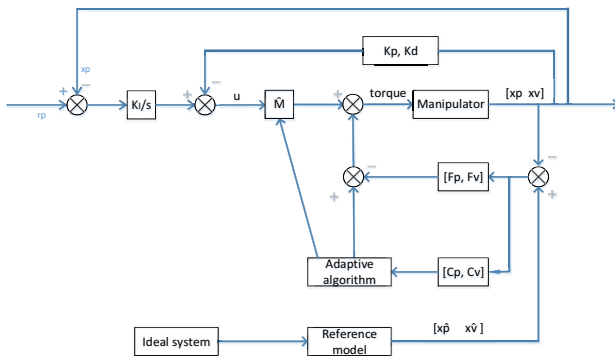 Kp, Kd
xp
+
−
−
+
+
rp
KI/s
u
M̂
+
+
torque
Manipulator
[xp xv]
−
+
−
+
[Fp, Fv]
Adaptive
algorithm
[Cp, Cv]
Ideal system
Reference
model
[xp̂ xv̂ ]